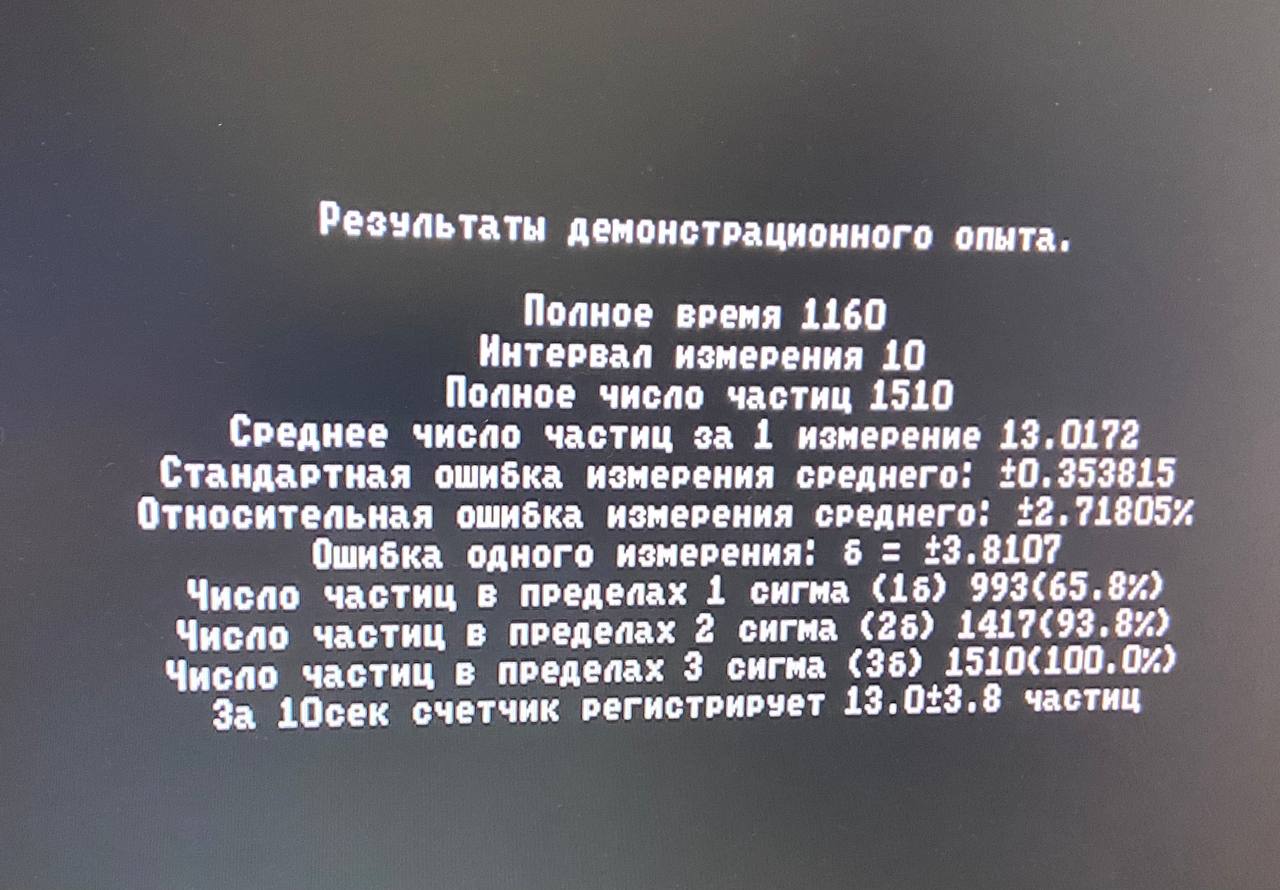 Результаты демонстрационного опыта.
Полное время 1160
Интервал измерения 10
Полное число частиц 1510
Среднее число частиц за 1 измерение 13.0172
Стандартная ошибка измерения среднего: ±0.353815
Относительная ошибка измерения среднего: ±2.71805%
Ошибка одного измерения: б = ±3.8107
Число частиц в пределах 1 сигма (1б) 993(65.8%)
Число частиц в пределах 2 сигма (2б) 1417(93.8%)
Число частиц в пределах 3 сигма (3б) 1510(100.0%)
За 10сек счетчик регистрирует 13.0±3.8 частиц